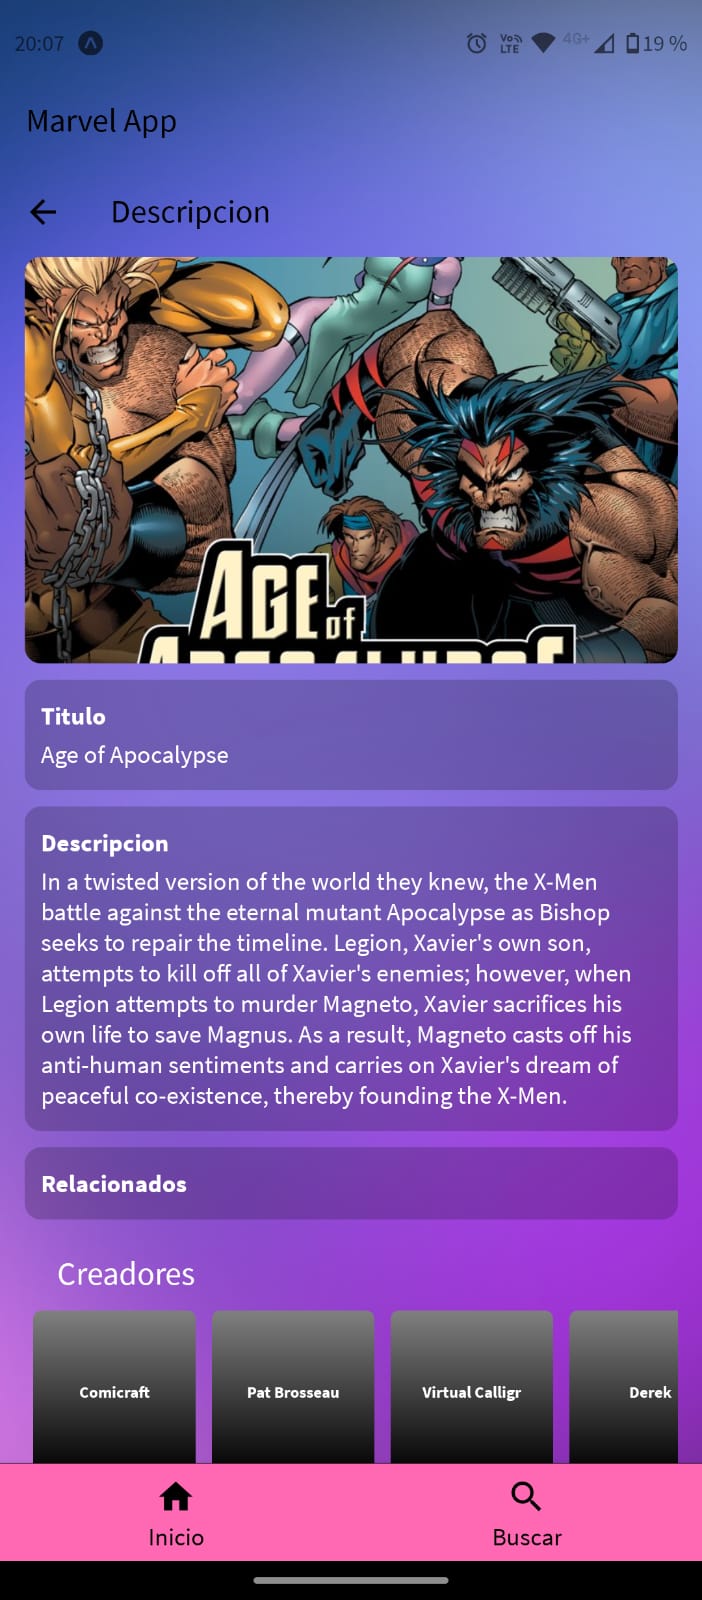 20:07 Vo) LTE 4G+ 19 %
Marvel App
Descripcion
AGE of
APOCALYPSE
Titulo
Age of Apocalypse
Descripcion
In a twisted version of the world they knew, the X-Men
battle against the eternal mutant Apocalypse as Bishop
seeks to repair the timeline. Legion, Xavier's own son,
attempts to kill off all of Xavier's enemies; however, when
Legion attempts to murder Magneto, Xavier sacrifices his
own life to save Magnus. As a result, Magneto casts off his
anti-human sentiments and carries on Xavier's dream of
peaceful co-existence, thereby founding the X-Men.
Relacionados
Creadores
Comicraft Pat Brosseau Virtual Calligr Derek
Inicio Buscar